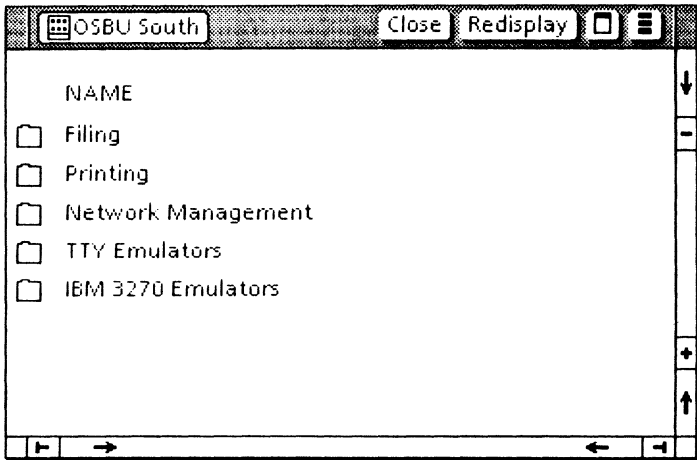 OSBU South Close Redisplay
NAME
Filing
Printing
Network Management
TTY Emulators
IBM 3270 Emulators